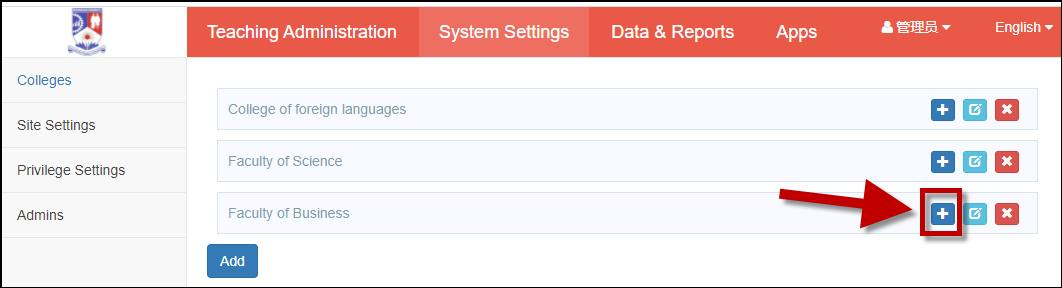 Teaching Administration System Settings Data & Reports Apps 管理员 English
Colleges
Site Settings
Privilege Settings
Admins
College of foreign languages
Faculty of Science
Faculty of Business
Add